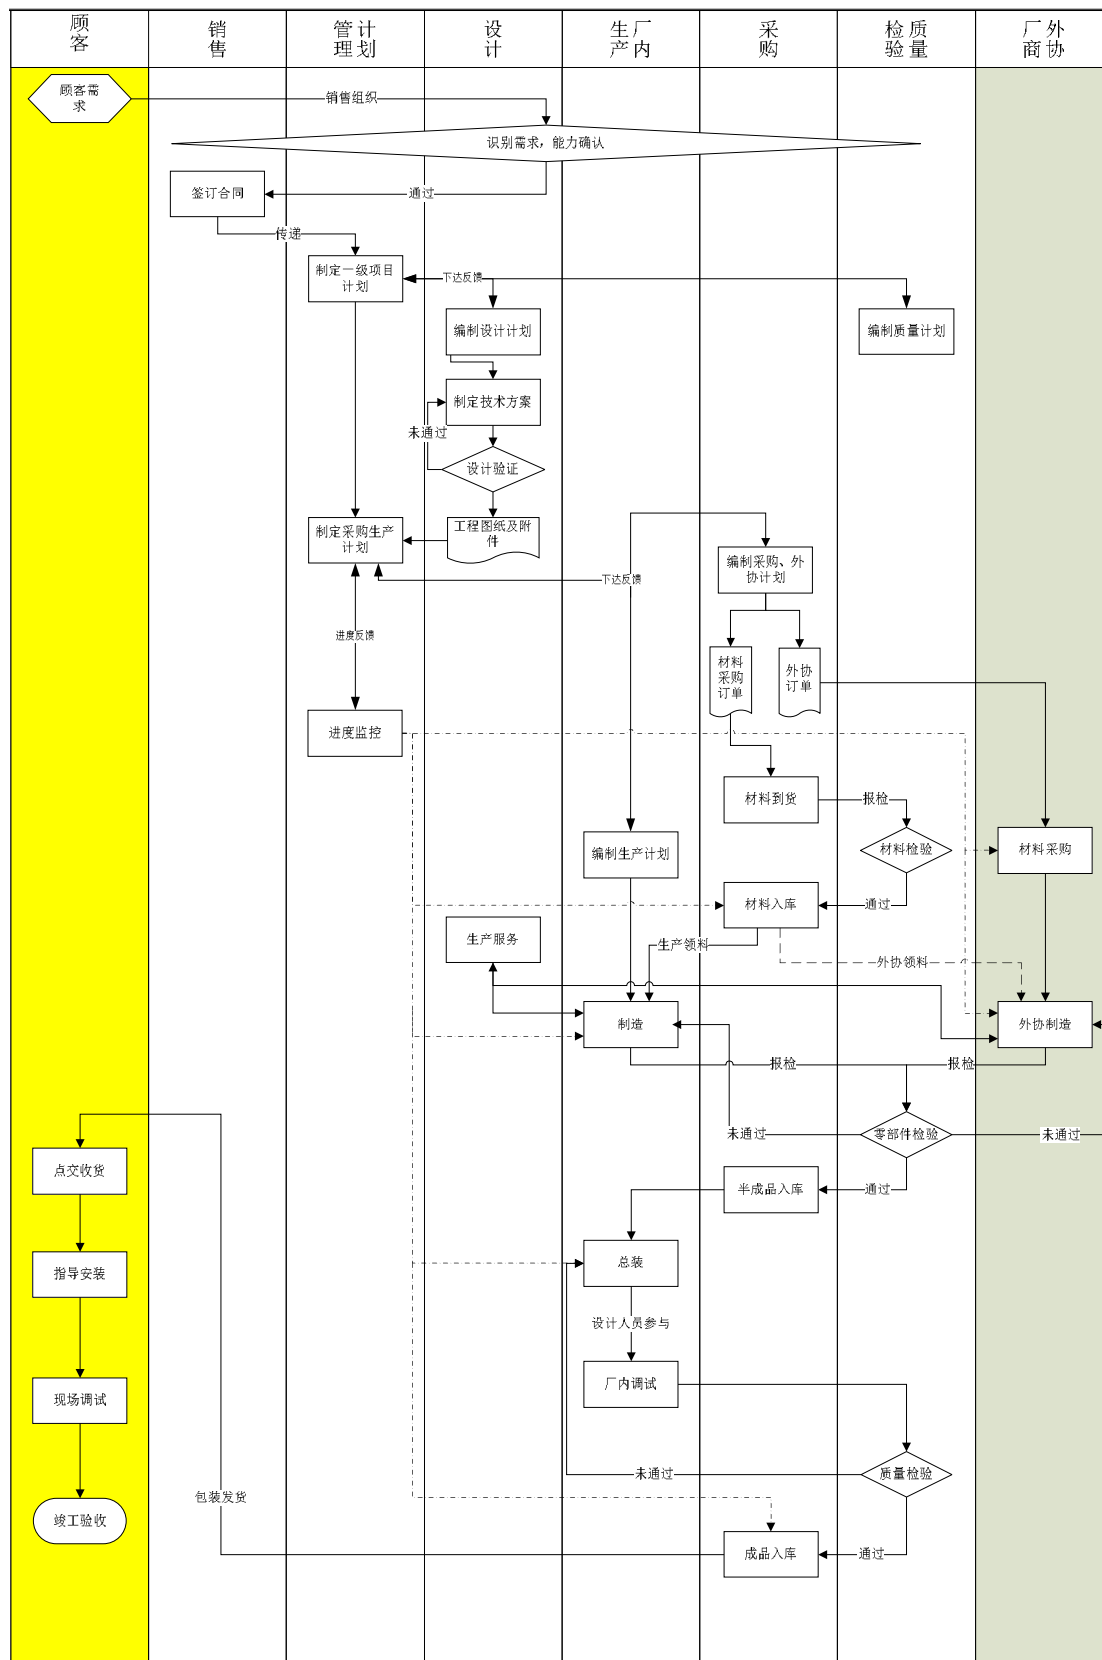 顾客
销售
计划管理
设计
厂内生产
采购
质量检验
外协厂商
顾客需
求
销售组织
识别需求，能力确认
签订合同
通过
传递
制定一级项目
计划
下达反馈
编制设计计划
编制质量计划
制定技术方案
未通过
设计验证
制定采购生产
计划
工程图纸及附
件
编制采购、外
协计划
下达反馈
进度反馈
材料
采购
订单
外协
订单
进度监控
材料到货
报检
编制生产计划
材料检验
材料采购
材料入库
通过
生产服务
生产领料
外协领料
制造
外协制造
报检
报检
未通过
零部件检验
未通过
点交收货
半成品入库
通过
总装
指导安装
设计人员参与
厂内调试
现场调试
未通过
质量检验
包装发货
竣工验收
成品入库
通过